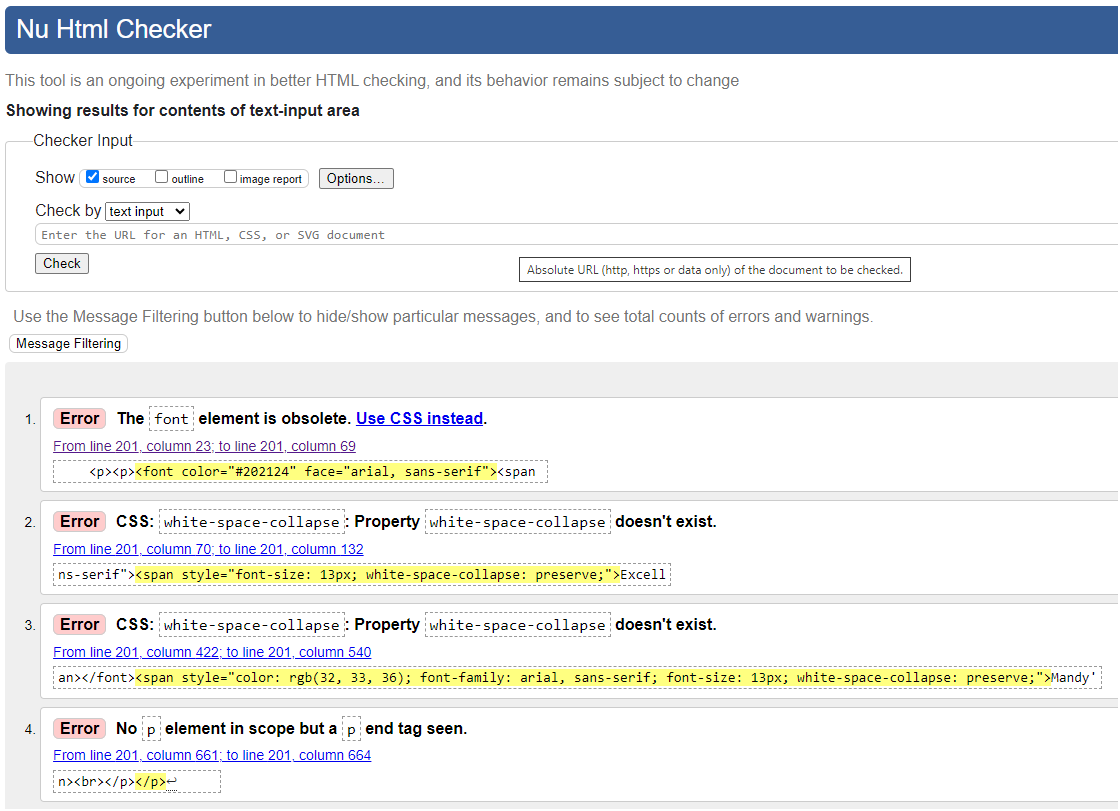 Nu Html Checker
This tool is an ongoing experiment in better HTML checking, and its behavior remains subject to change
Showing results for contents of text-input area
Checker Input
Show source outline image report Options...
Check by text input
Enter the URL for an HTML, CSS, or SVG document
Check
Absolute URL (http, https or data only) of the document to be checked.
Use the Message Filtering button below to hide/show particular messages, and to see total counts of errors and warnings.
Message Filtering
1. Error The font element is obsolete. Use CSS instead.
From line 201, column 23; to line 201, column 69
<p><p><font color="#202124" face="arial, sans-serif"><span
2. Error CSS: white-space-collapse: Property white-space-collapse doesn't exist.
From line 201, column 70; to line 201, column 132
ns-serif"><span style="font-size: 13px; white-space-collapse: preserve;">Excell
3. Error CSS: white-space-collapse: Property white-space-collapse doesn't exist.
From line 201, column 422; to line 201, column 540
an></font><span style="color: rgb(32, 33, 36); font-family: arial, sans-serif; font-size: 13px; white-space-collapse: preserve;">Mandy'
4. Error No p element in scope but a p end tag seen.
From line 201, column 661; to line 201, column 664
n><br></p></p>↩